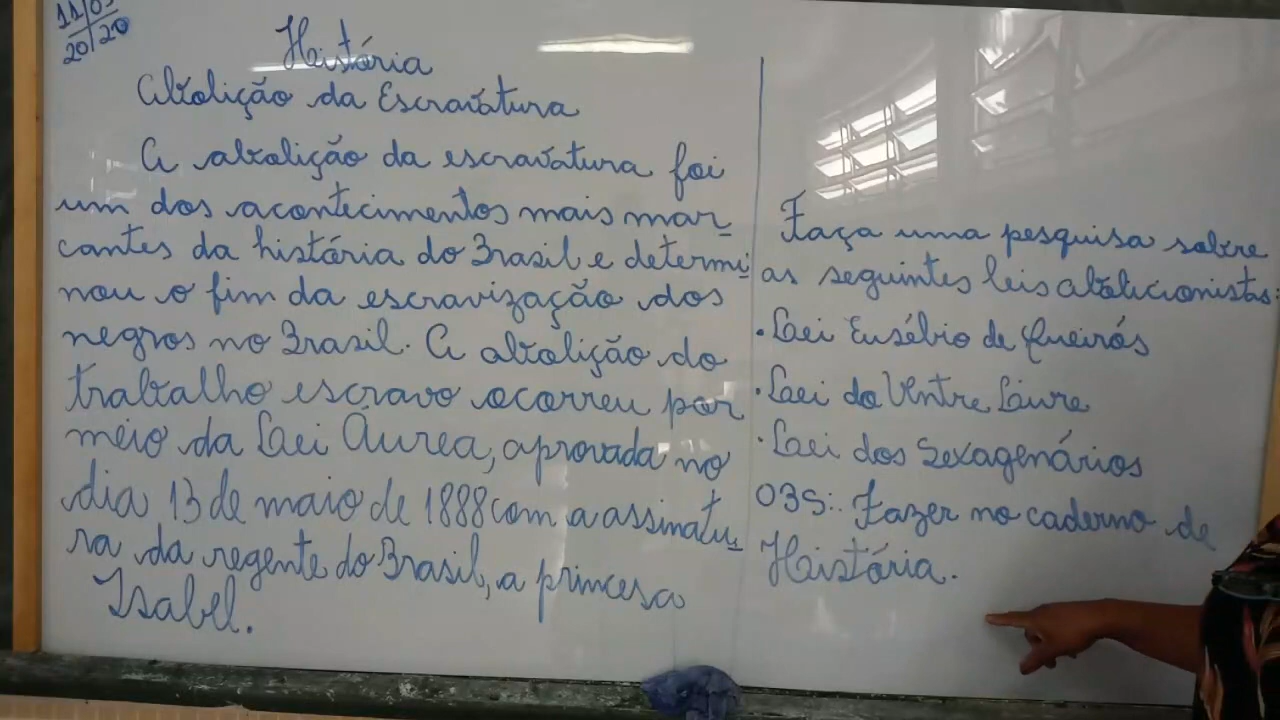 20/20
História
Abolição da Escravatura
A abolição da escravatura foi
um dos acontecimentos mais mar-
cantes da história do Brasil e determi-
nou o fim da escravização dos
negros no Brasil. A abolição do
trabalho escravo ocorreu por
meio da Lei Áurea, aprovada no
dia 13 de maio de 1888 com a assinatu-
ra da regente do Brasil, a princesa
Isabel.
Faça uma pesquisa sobre
as seguintes leis abolicionistas:
• Lei Eusébio de Queirós
• Lei do Ventre Livre
• Lei dos Sexagenários
OBS:. Fazer no caderno de
História.